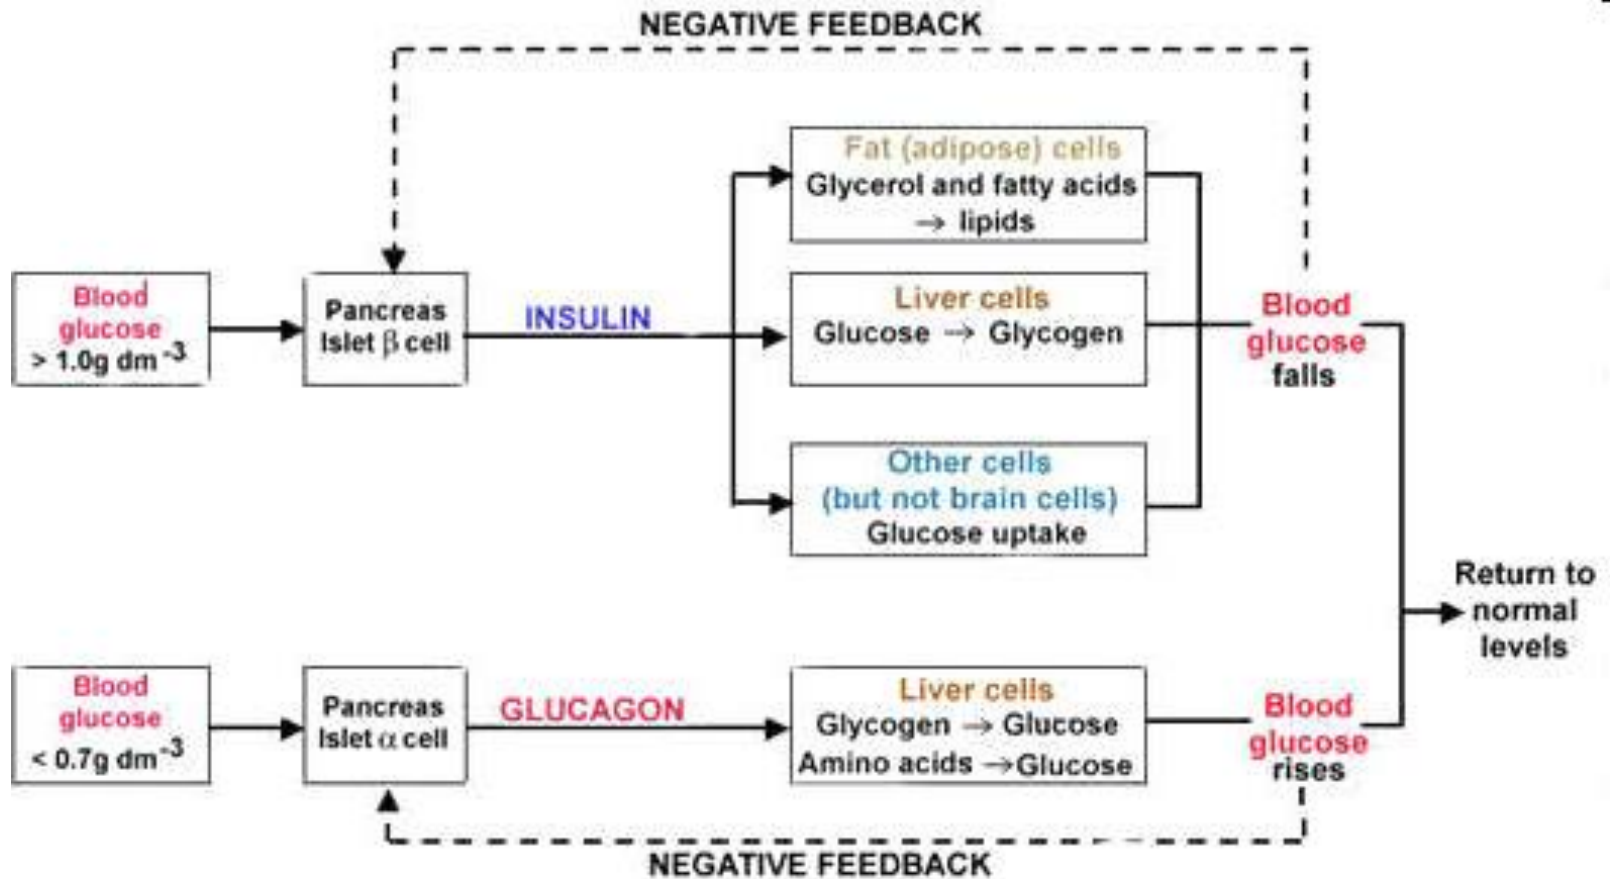 NEGATIVE FEEDBACK
Fat (adipose) cells
Glycerol and fatty acids
→ lipids
Blood
glucose
> 1.0g dm⁻³
Pancreas
Islet β cell
INSULIN
Liver cells
Glucose → Glycogen
Blood
glucose
falls
Other cells
(but not brain cells)
Glucose uptake
Return to
normal
levels
Blood
glucose
< 0.7g dm⁻³
Pancreas
Islet α cell
GLUCAGON
Liver cells
Glycogen → Glucose
Amino acids →Glucose
Blood
glucose
rises
NEGATIVE FEEDBACK